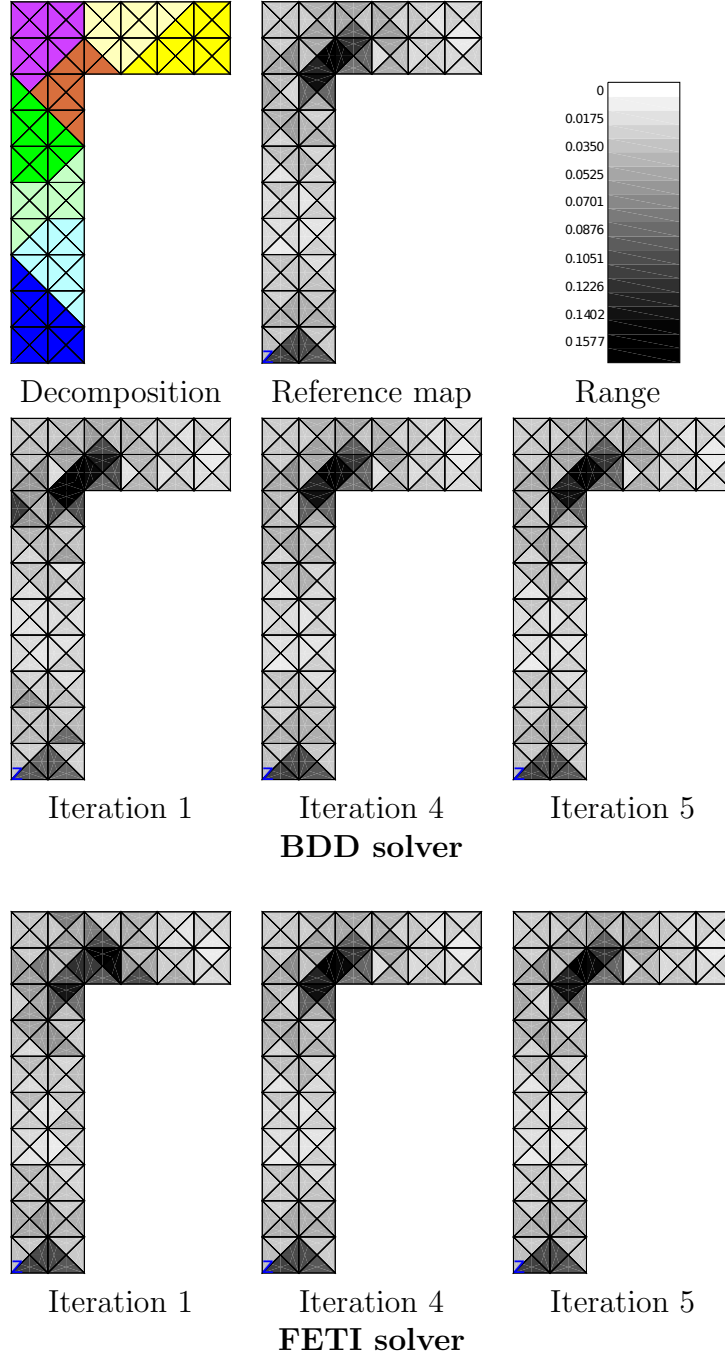 0
0.0175
0.0350
0.0525
0.0701
0.0876
0.1051
0.1226
0.1402
0.1577
Z
Decomposition Reference map Range
Z Z Z
Iteration 1 Iteration 4 Iteration 5
BDD solver
Z Z Z
Iteration 1 Iteration 4 Iteration 5
FETI solver